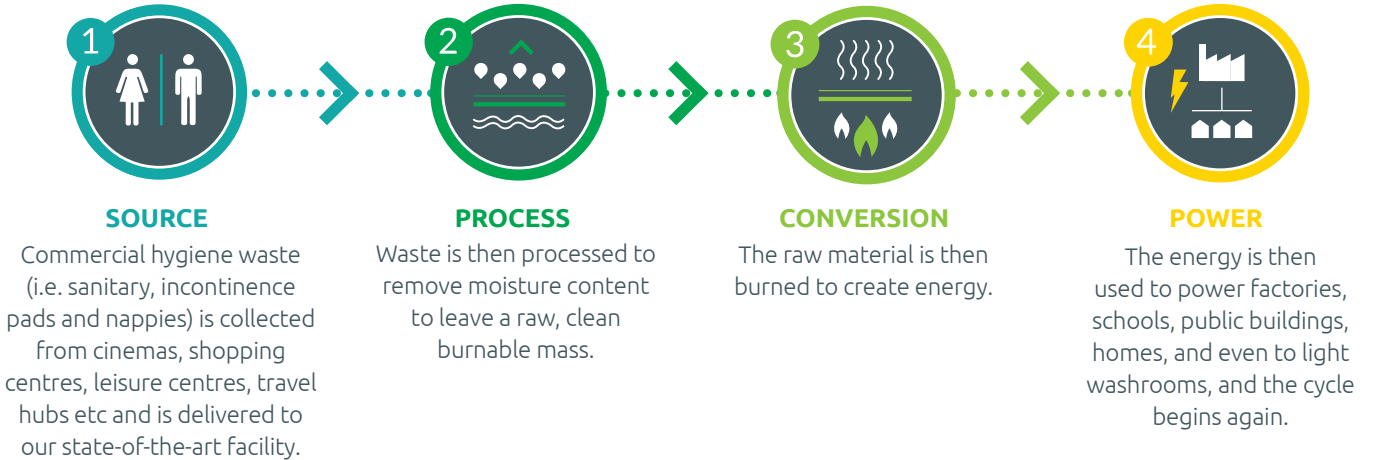 1
SOURCE
Commercial hygiene waste
(i.e. sanitary, incontinence
pads and nappies) is collected
from cinemas, shopping
centres, leisure centres, travel
hubs etc and is delivered to
our state-of-the-art facility.
2
PROCESS
Waste is then processed to
remove moisture content
to leave a raw, clean
burnable mass.
3
CONVERSION
The raw material is then
burned to create energy.
4
POWER
The energy is then
used to power factories,
schools, public buildings,
homes, and even to light
washrooms, and the cycle
begins again.